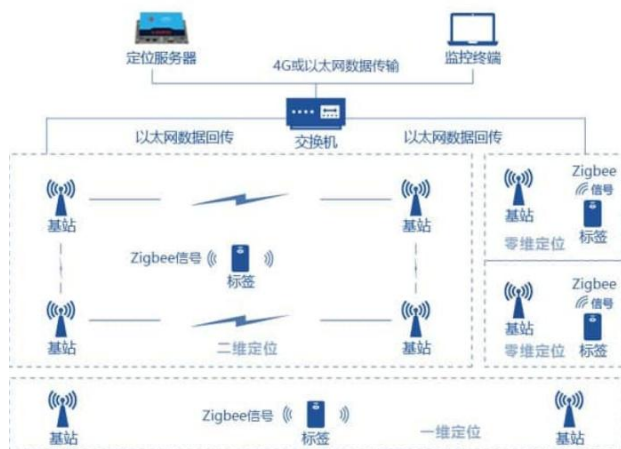 定位服务器
监控终端
4G或以太网数据传输
以太网数据回传
交换机
以太网数据回传
基站
基站
Zigbee信号
标签
基站
二维定位
基站
Zigbee
信号
基站
标签
零维定位
Zigbee
信号
基站
标签
零维定位
Zigbee信号
基站
标签
一维定位
基站